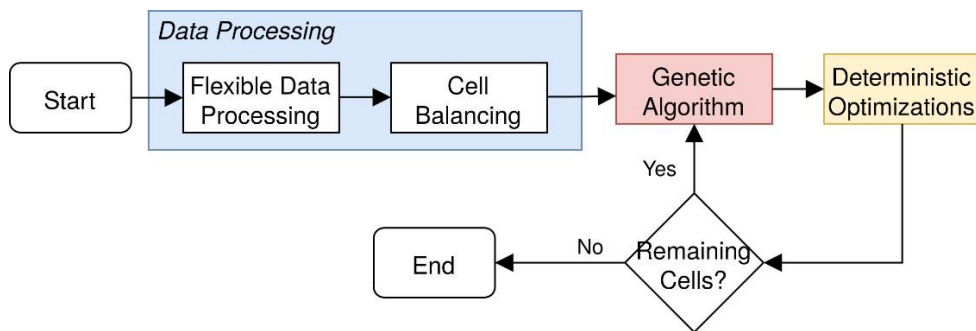 Data Processing
Start
Flexible Data
Processing
Cell
Balancing
Genetic
Algorithm
Deterministic
Optimizations
Yes
No
Remaining
Cells?
End